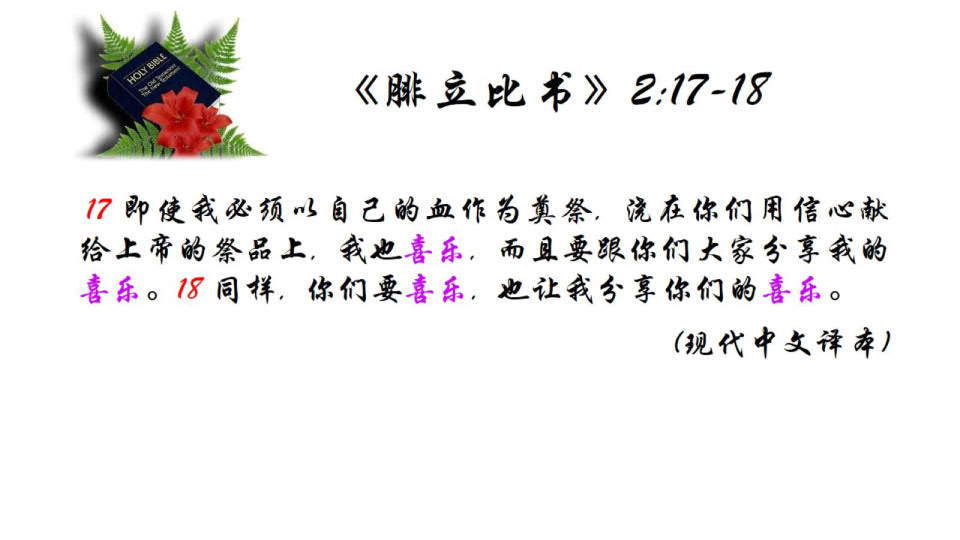 HOLY BIBLE
The Old Testament
The New Testament
《腓立比书》2:17-18
17 即使我必须以自己的血作为奠祭，浇在你们用信心献
给上帝的祭品上，我也喜乐，而且要跟你们大家分享我的
喜乐。18 同样，你们要喜乐，也让我分享你们的喜乐。
(现代中文译本)